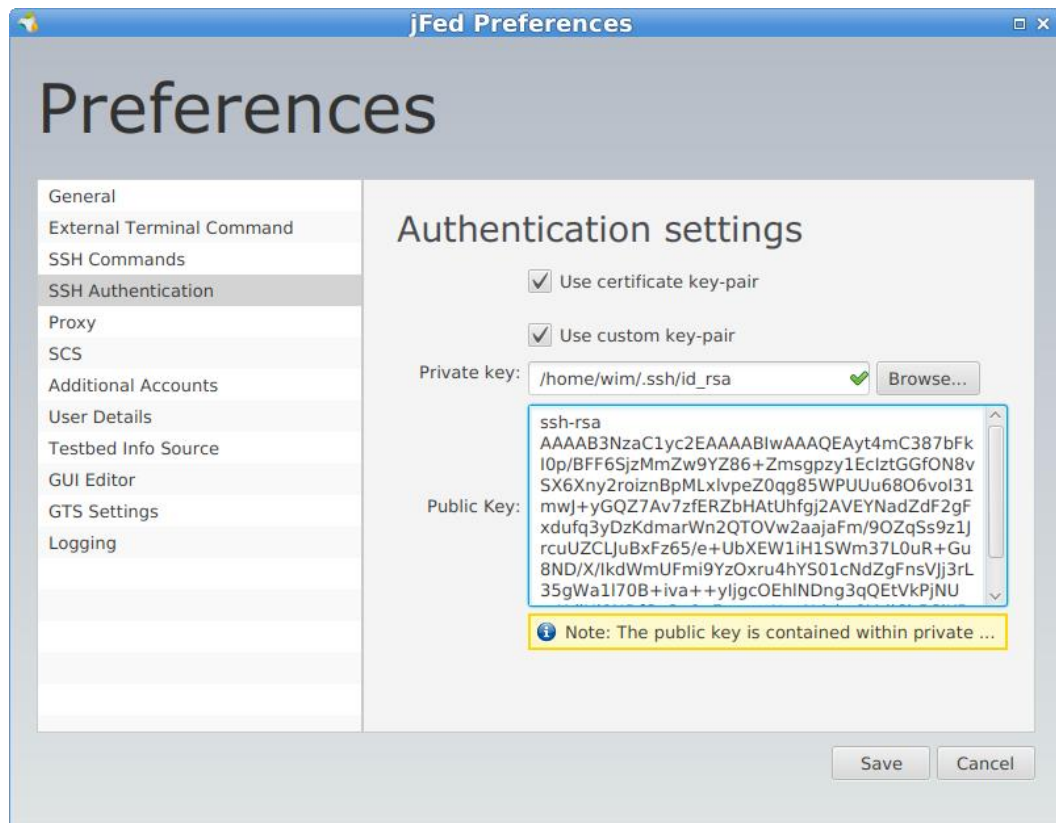 jFed Preferences
Preferences
General
External Terminal Command
SSH Commands
SSH Authentication
Proxy
SCS
Additional Accounts
User Details
Testbed Info Source
GUI Editor
GTS Settings
Logging
Authentication settings
Use certificate key-pair
Use custom key-pair
Private key:
/home/wim/.ssh/id_rsa
Browse...
Public Key:
ssh-rsa
AAAAB3NzaC1yc2EAAAABIwAAAQEAyt4mC387bFk
I0p/BFF6SjzMmZw9YZ86+Zmsgpzy1EcIztGGfON8v
SX6Xny2roiznBpMLxlvpeZ0qg85WPUUu68O6voI31
mwJ+yGQZ7Av7zfERZbHAtUhfgj2AVEYNadZdF2gF
xdufq3yDzKdmarWn2QTOVw2aajaFm/9OZqSs9z1J
rcuUZCLJuBxFz65/e+UbXEW1iH1SWm37L0uR+Gu
8ND/X/IkdWmUFmi9YzOxru4hYS01cNdZgFnsVJj3rL
35gWa1l70B+iva++yIjgcOEhlNDng3qQEtVkPjNU
Note: The public key is contained within private ...
Save
Cancel